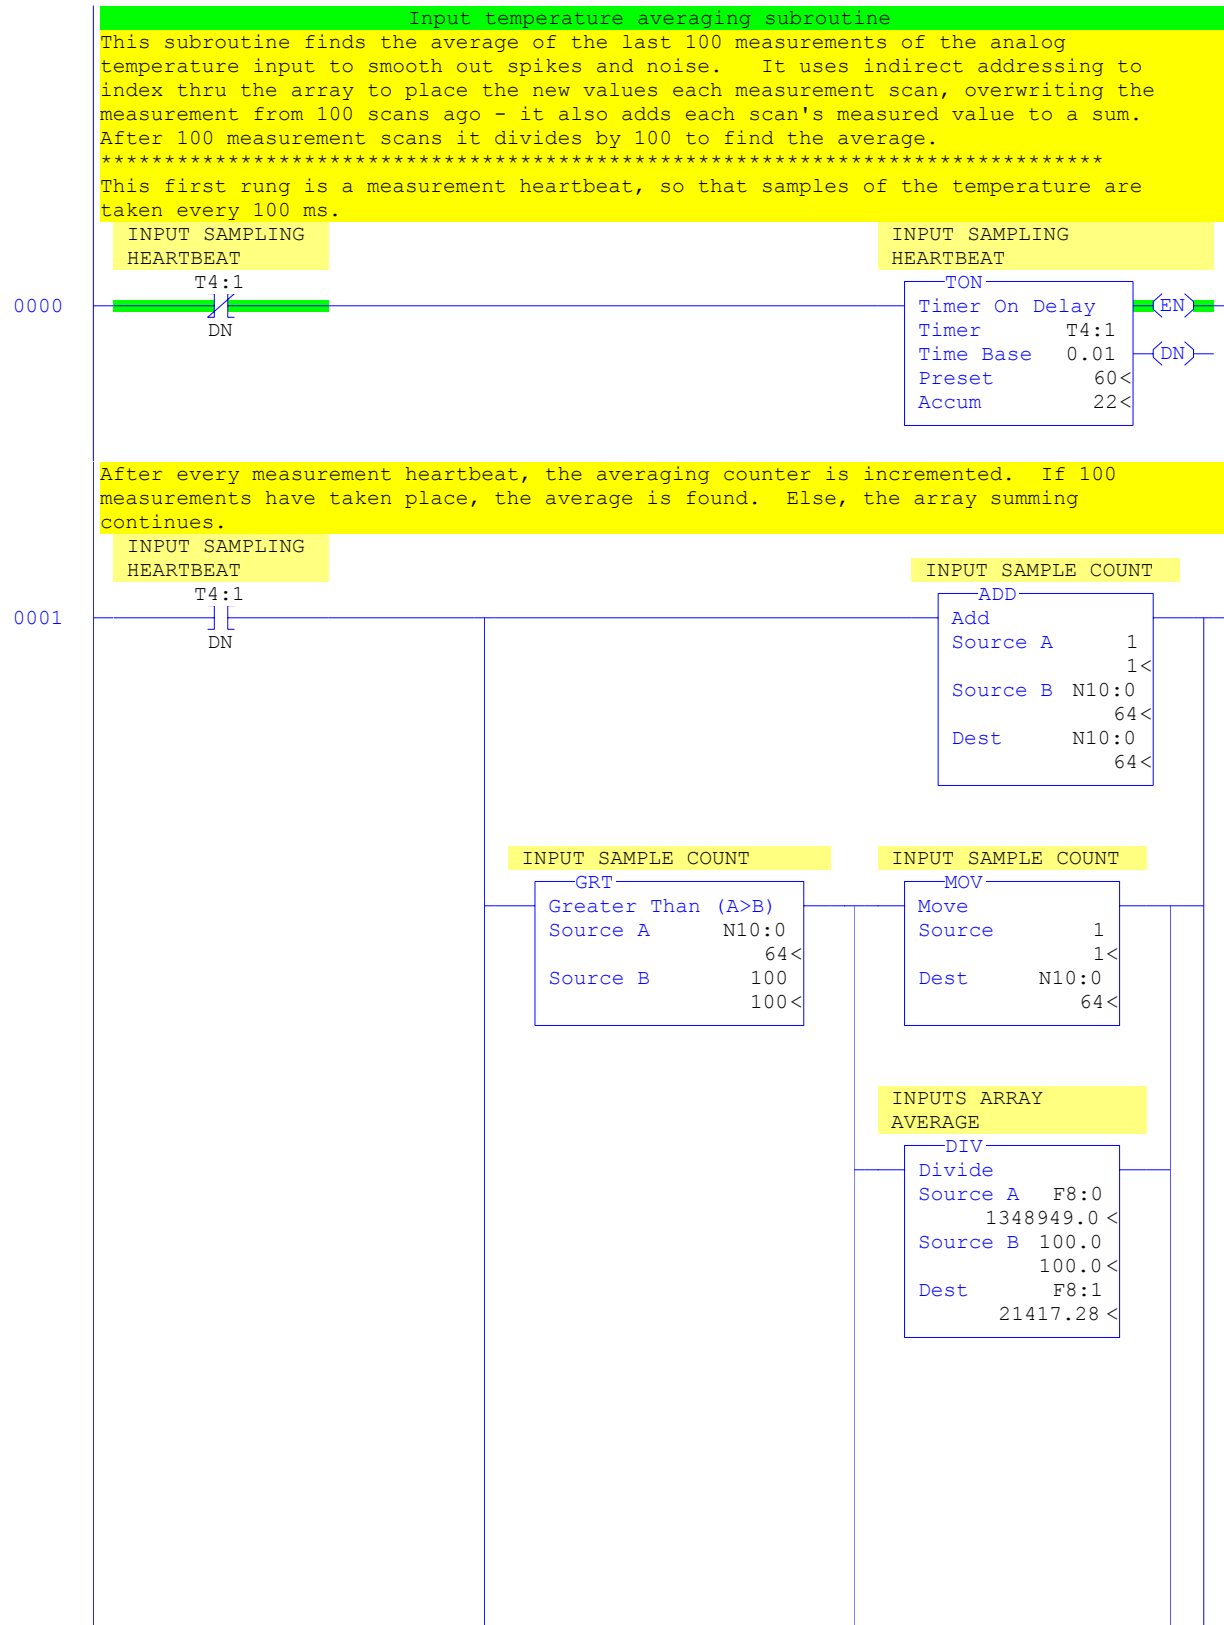 Input temperature averaging subroutine
This subroutine finds the average of the last 100 measurements of the analog
temperature input to smooth out spikes and noise.   It uses indirect addressing to
index thru the array to place the new values each measurement scan, overwriting the
measurement from 100 scans ago - it also adds each scan's measured value to a sum.
After 100 measurement scans it divides by 100 to find the average.
*******************************************************************************
This first rung is a measurement heartbeat, so that samples of the temperature are
taken every 100 ms.
INPUT SAMPLING
HEARTBEAT
T4:1
DN
0000
INPUT SAMPLING
HEARTBEAT
TON
Timer On Delay
Timer T4:1
Time Base 0.01
Preset 60<
Accum 22<
EN
DN
After every measurement heartbeat, the averaging counter is incremented.  If 100
measurements have taken place, the average is found.  Else, the array summing
continues.
INPUT SAMPLING
HEARTBEAT
T4:1
DN
0001
INPUT SAMPLE COUNT
ADD
Add
Source A 1
1<
Source B N10:0
64<
Dest N10:0
64<
INPUT SAMPLE COUNT
GRT
Greater Than (A>B)
Source A N10:0
64<
Source B 100
100<
INPUT SAMPLE COUNT
MOV
Move
Source 1
1<
Dest N10:0
64<
INPUTS ARRAY
AVERAGE
DIV
Divide
Source A F8:0
1348949.0<
Source B 100.0
100.0<
Dest F8:1
21417.28<